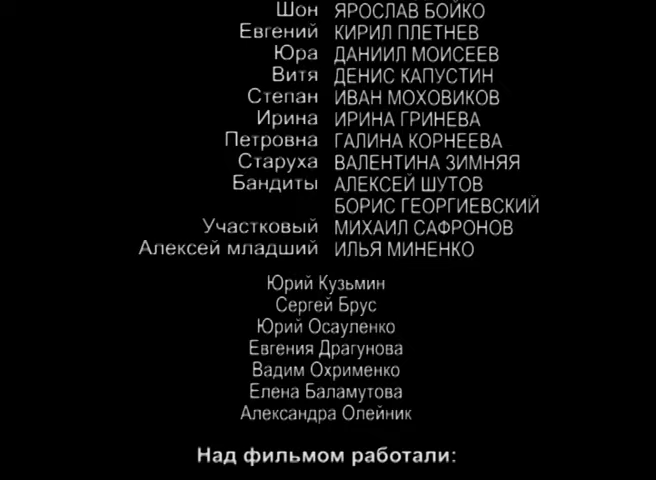 Шон ЯРОСЛАВ БОЙКО
Евгений КИРИЛ ПЛЕТНЕВ
Юра ДАНИИЛ МОИСЕЕВ
Витя ДЕНИС КАПУСТИН
Степан ИВАН МОХОВИКОВ
Ирина ИРИНА ГРИНЕВА
Петровна ГАЛИНА КОРНЕЕВА
Старуха ВАЛЕНТИНА ЗИМНЯЯ
Бандиты АЛЕКСЕЙ ШУТОВ
БОРИС ГЕОРГИЕВСКИЙ
Участковый МИХАИЛ САФРОНОВ
Алексей младший ИЛЬЯ МИНЕНКО
Юрий Кузьмин
Сергей Брус
Юрий Осауленко
Евгения Драгунова
Вадим Охрименко
Елена Баламутова
Александра Олейник
Над фильмом работали: